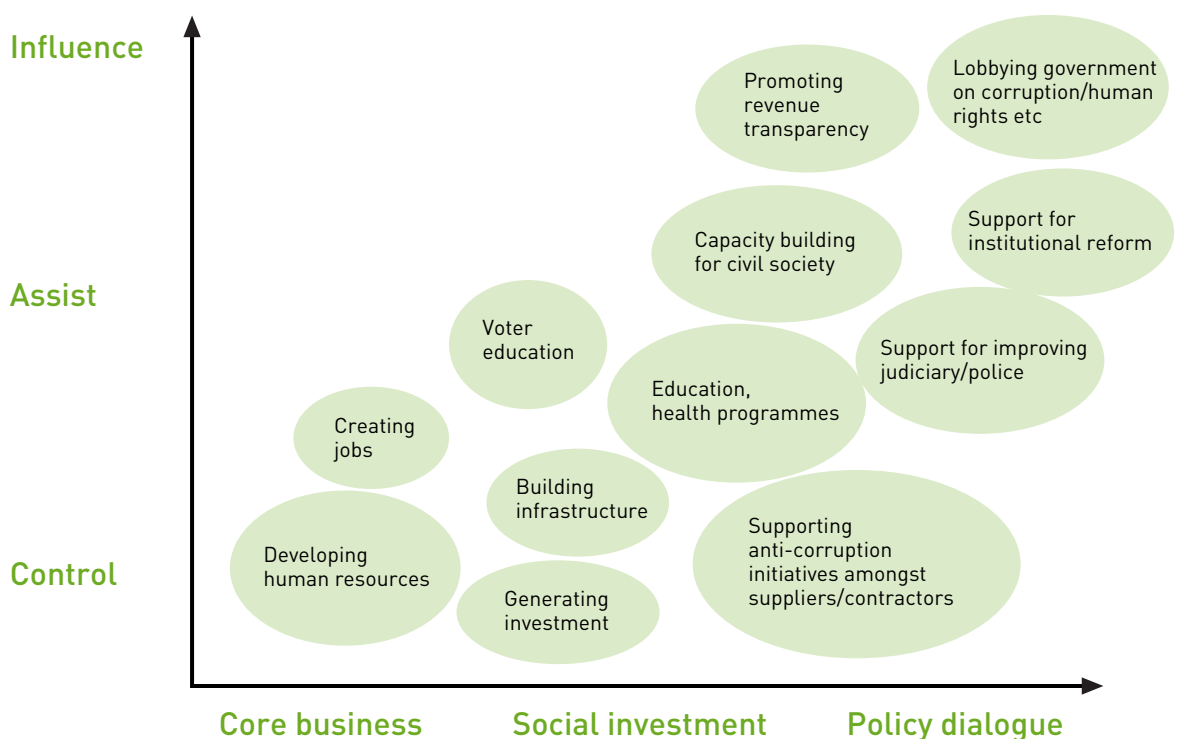 Influence
Promoting
revenue
transparency
Lobbying government
on corruption/human
rights etc
Capacity building
for civil society
Support for
institutional reform
Assist
Voter
education
Support for improving
judiciary/police
Education,
health programmes
Creating
jobs
Building
infrastructure
Supporting
anti-corruption
initiatives amongst
suppliers/contractors
Control
Developing
human resources
Generating
investment
Core business
Social investment
Policy dialogue